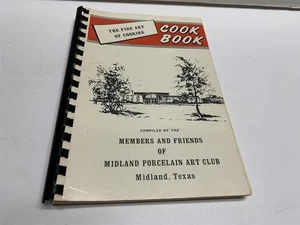 THE FINE ART
OF COOKING
COOK
BOOK
COMPILED BY THE
MEMBERS AND FRIENDS
OF
MIDLAND PORCELAIN ART CLUB
Midland, Texas